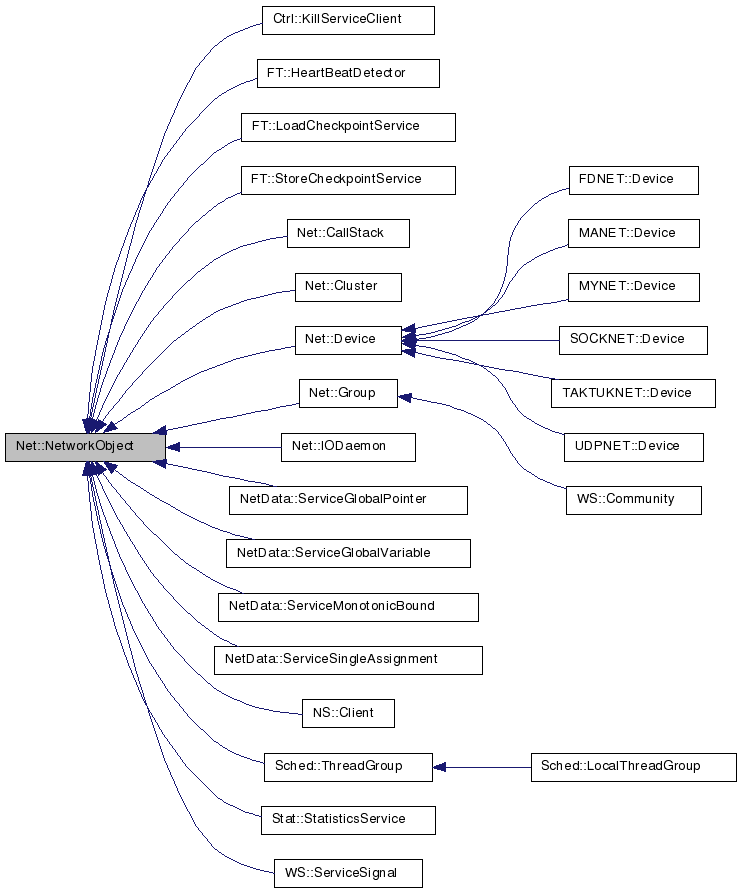 Ctrl::KillServiceClient
FT::HeartBeatDetector
FT::LoadCheckpointService
FT::StoreCheckpointService
FDNET::Device
Net::CallStack
MANET::Device
Net::Cluster
MYNET::Device
Net::Device
SOCKNET::Device
Net::Group
TAKTUKNET::Device
Net::NetworkObject
Net::IODaemon
UDPNET::Device
NetData::ServiceGlobalPointer
WS::Community
NetData::ServiceGlobalVariable
NetData::ServiceMonotonicBound
NetData::ServiceSingleAssignment
NS::Client
Sched::ThreadGroup
Sched::LocalThreadGroup
Stat::StatisticsService
WS::ServiceSignal